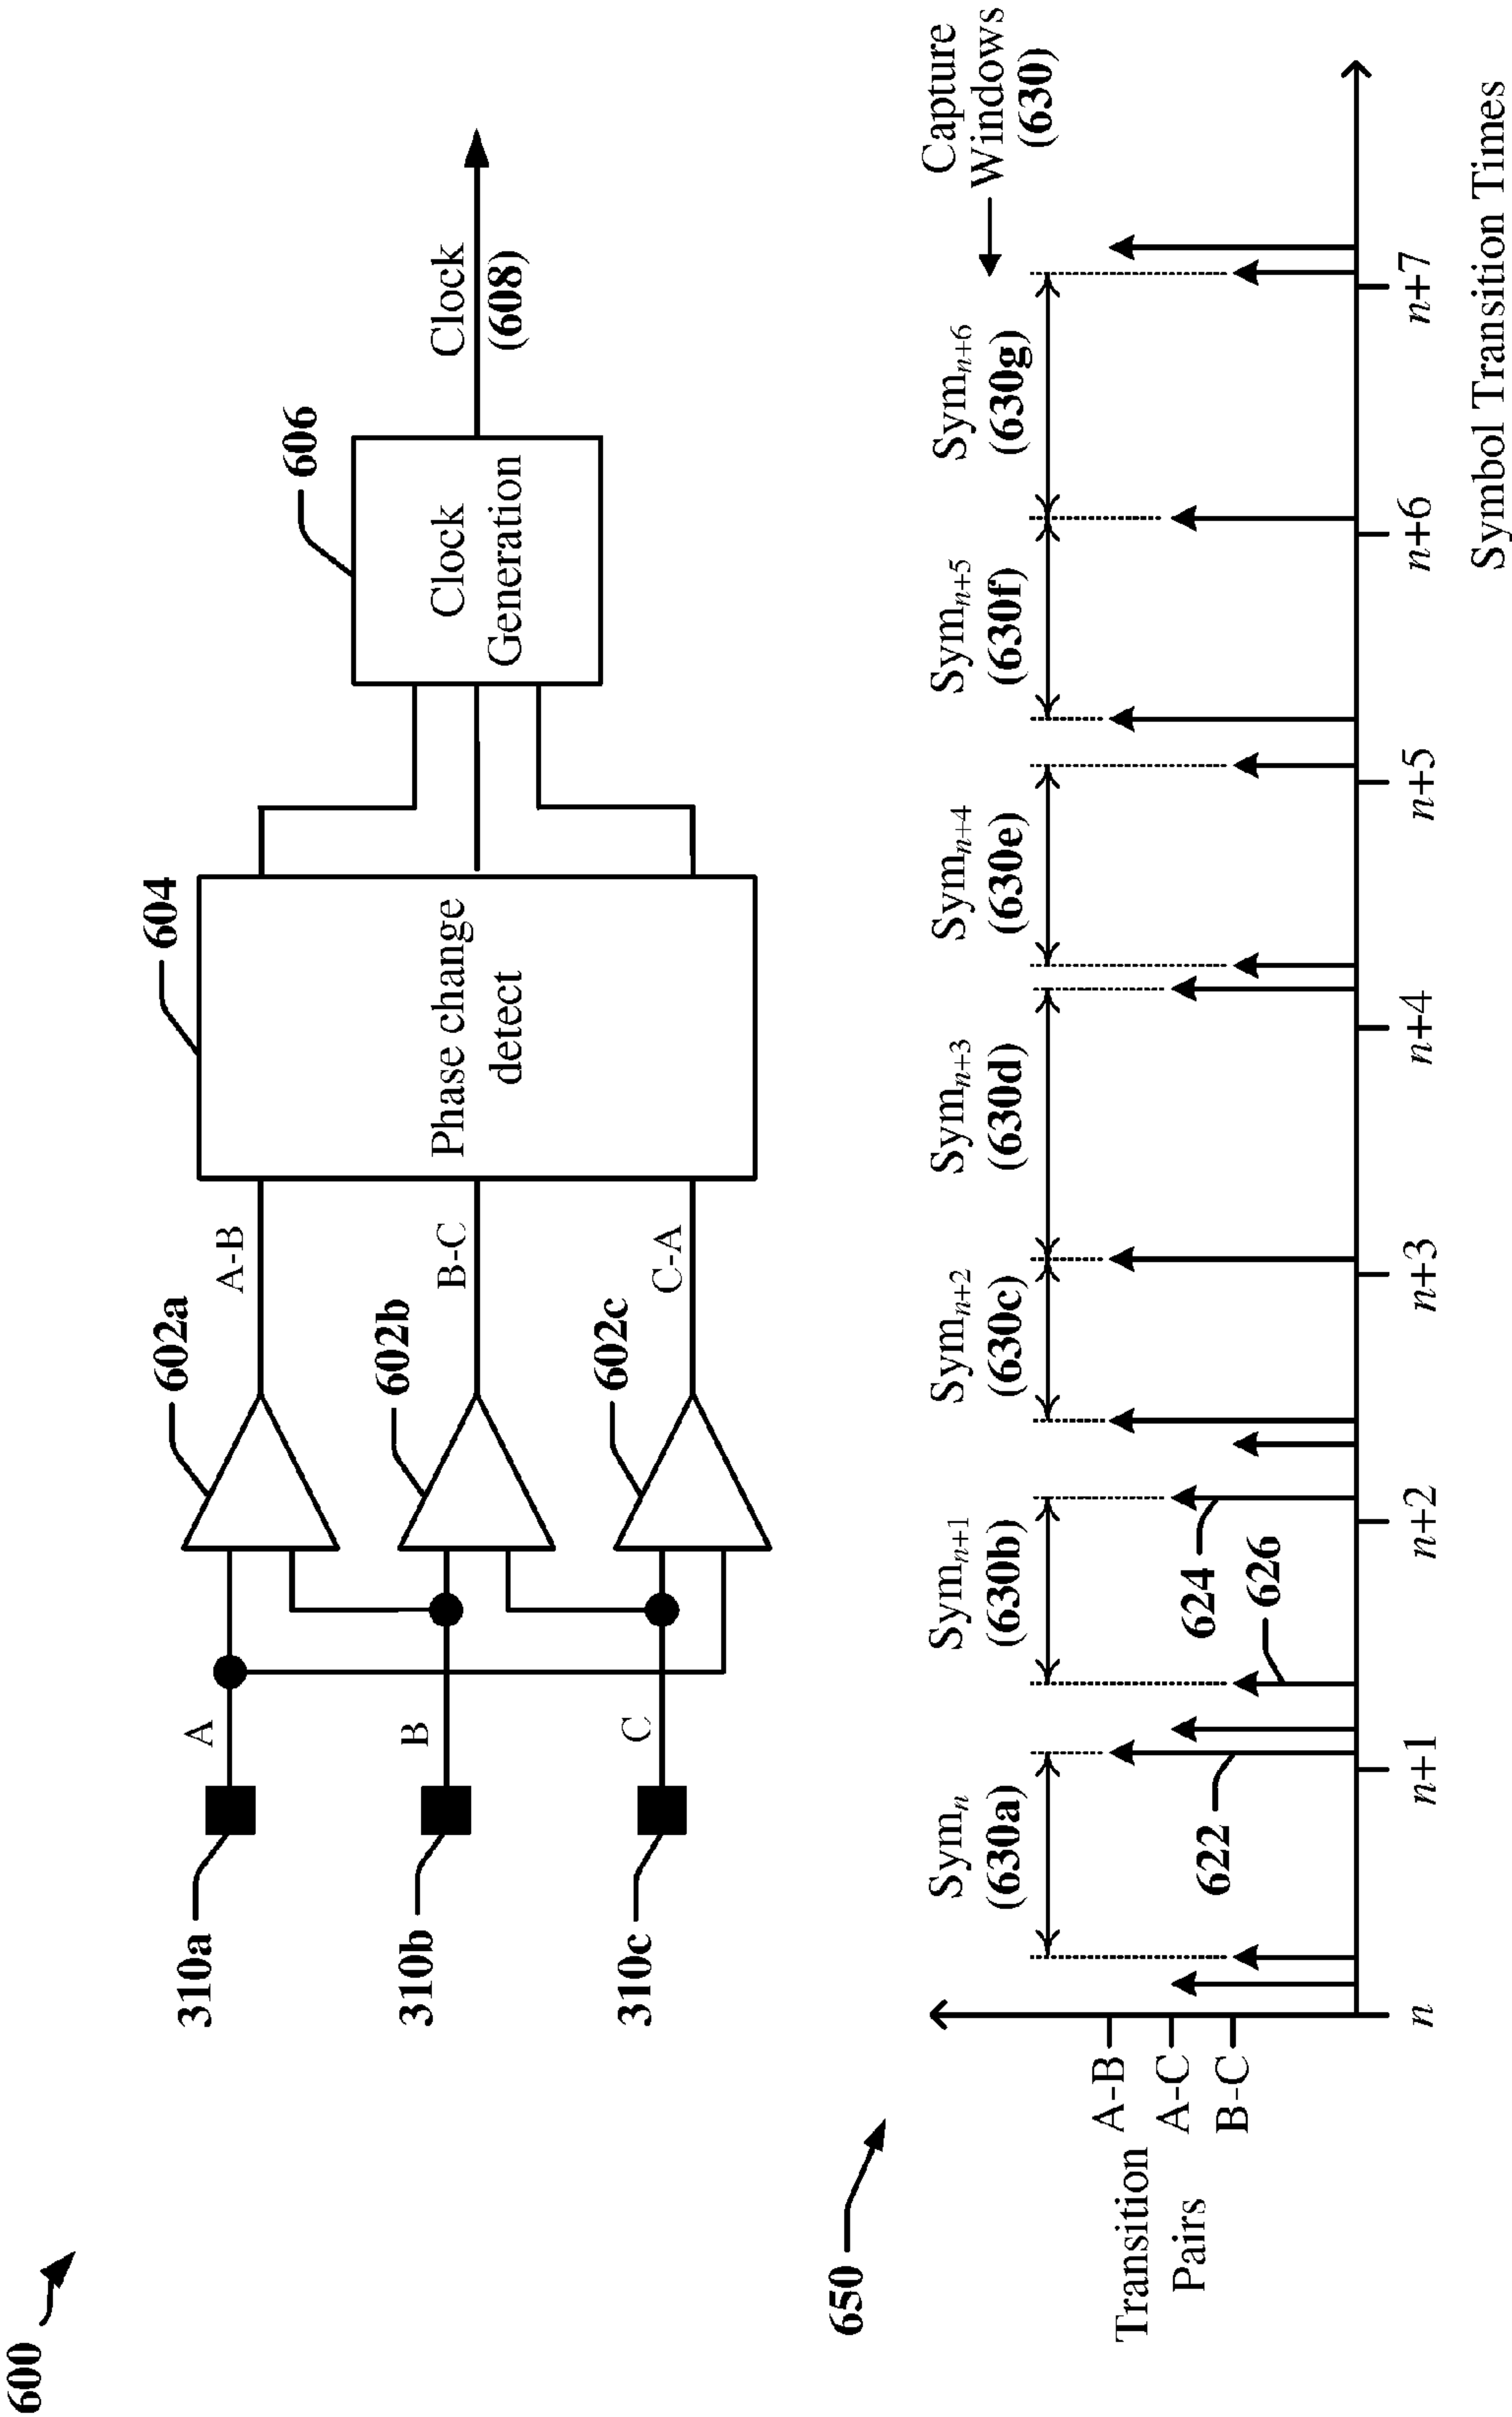 600
310a
310b
310c
A
B
C
602a
602b
602c
A-B
B-C
C-A
604
Phase change
detect
606
Clock
Generation
Clock
(608)
650
Transition
Pairs
A-B
A-C
B-C
Symn
(630a)
Symn+1
(630b)
Symn+2
(630c)
Symn+3
(630d)
Symn+4
(630e)
Symn+5
(630f)
Symn+6
(630g)
Capture
Windows
(630)
622
624
626
n
n+1
n+2
n+3
n+4
n+5
n+6
n+7
Symbol Transition Times